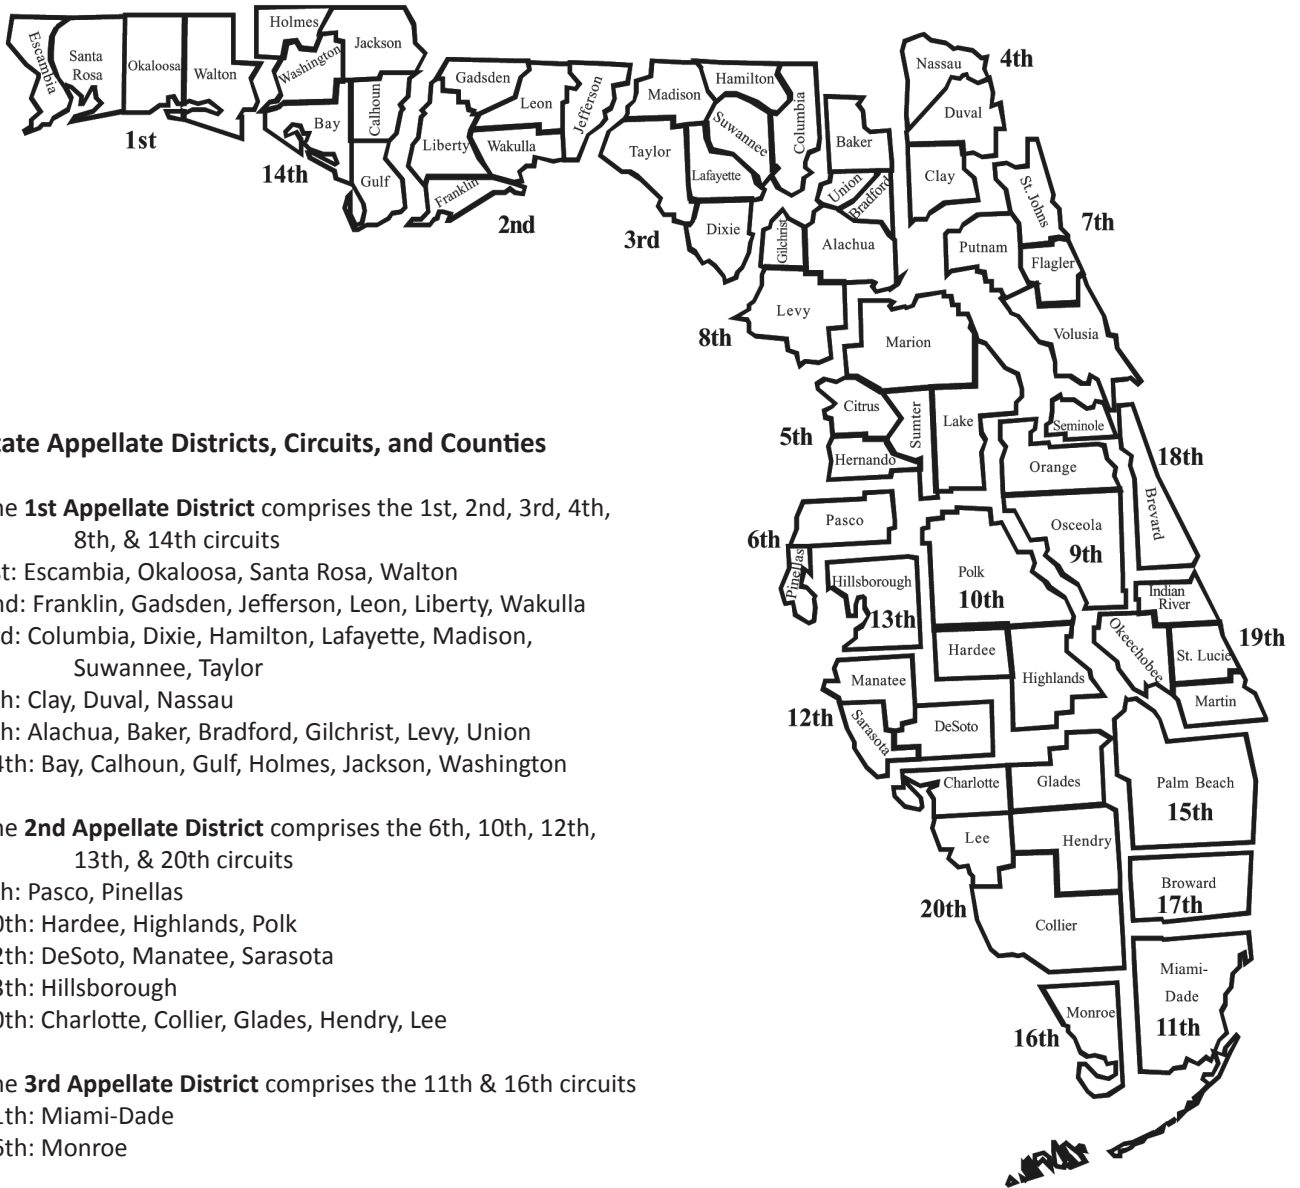 Holmes
Jackson
Escambia
Santa
Rosa
Okaloosa
Walton
Washington
1st
Bay
Calhoun
14th
Gulf
Gadsden
Leon
Jefferson
Liberty
Wakulla
Franklin
2nd
Madison
Hamilton
Columbia
Suwannee
Taylor
Lafayette
3rd
Dixie
Nassau
4th
Duval
Baker
Clay
Union
Bradford
St. Johns
7th
Gilchrist
Alachua
Putnam
Flagler
Levy
8th
Marion
Volusia
Citrus
5th
Sumter
Lake
Hernando
Seminole
Orange
18th
Brevard
Pasco
6th
Pinellas
Osceola
9th
Hillsborough
13th
Polk
10th
Indian
River
Okeechobee
19th
St. Lucie
Hardee
Highlands
Martin
Manatee
12th
Sarasota
DeSoto
Charlotte
Glades
Palm Beach
15th
Lee
Hendry
20th
Collier
Broward
17th
Miami-
Dade
11th
Monroe
16th
tate Appellate Districts, Circuits, and Counties
he 1st Appellate District comprises the 1st, 2nd, 3rd, 4th,
8th, & 14th circuits
st: Escambia, Okaloosa, Santa Rosa, Walton
nd: Franklin, Gadsden, Jefferson, Leon, Liberty, Wakulla
d: Columbia, Dixie, Hamilton, Lafayette, Madison,
Suwannee, Taylor
th: Clay, Duval, Nassau
th: Alachua, Baker, Bradford, Gilchrist, Levy, Union
4th: Bay, Calhoun, Gulf, Holmes, Jackson, Washington
he 2nd Appellate District comprises the 6th, 10th, 12th,
13th, & 20th circuits
th: Pasco, Pinellas
0th: Hardee, Highlands, Polk
2th: DeSoto, Manatee, Sarasota
3th: Hillsborough
0th: Charlotte, Collier, Glades, Hendry, Lee
he 3rd Appellate District comprises the 11th & 16th circuits
1th: Miami-Dade
6th: Monroe